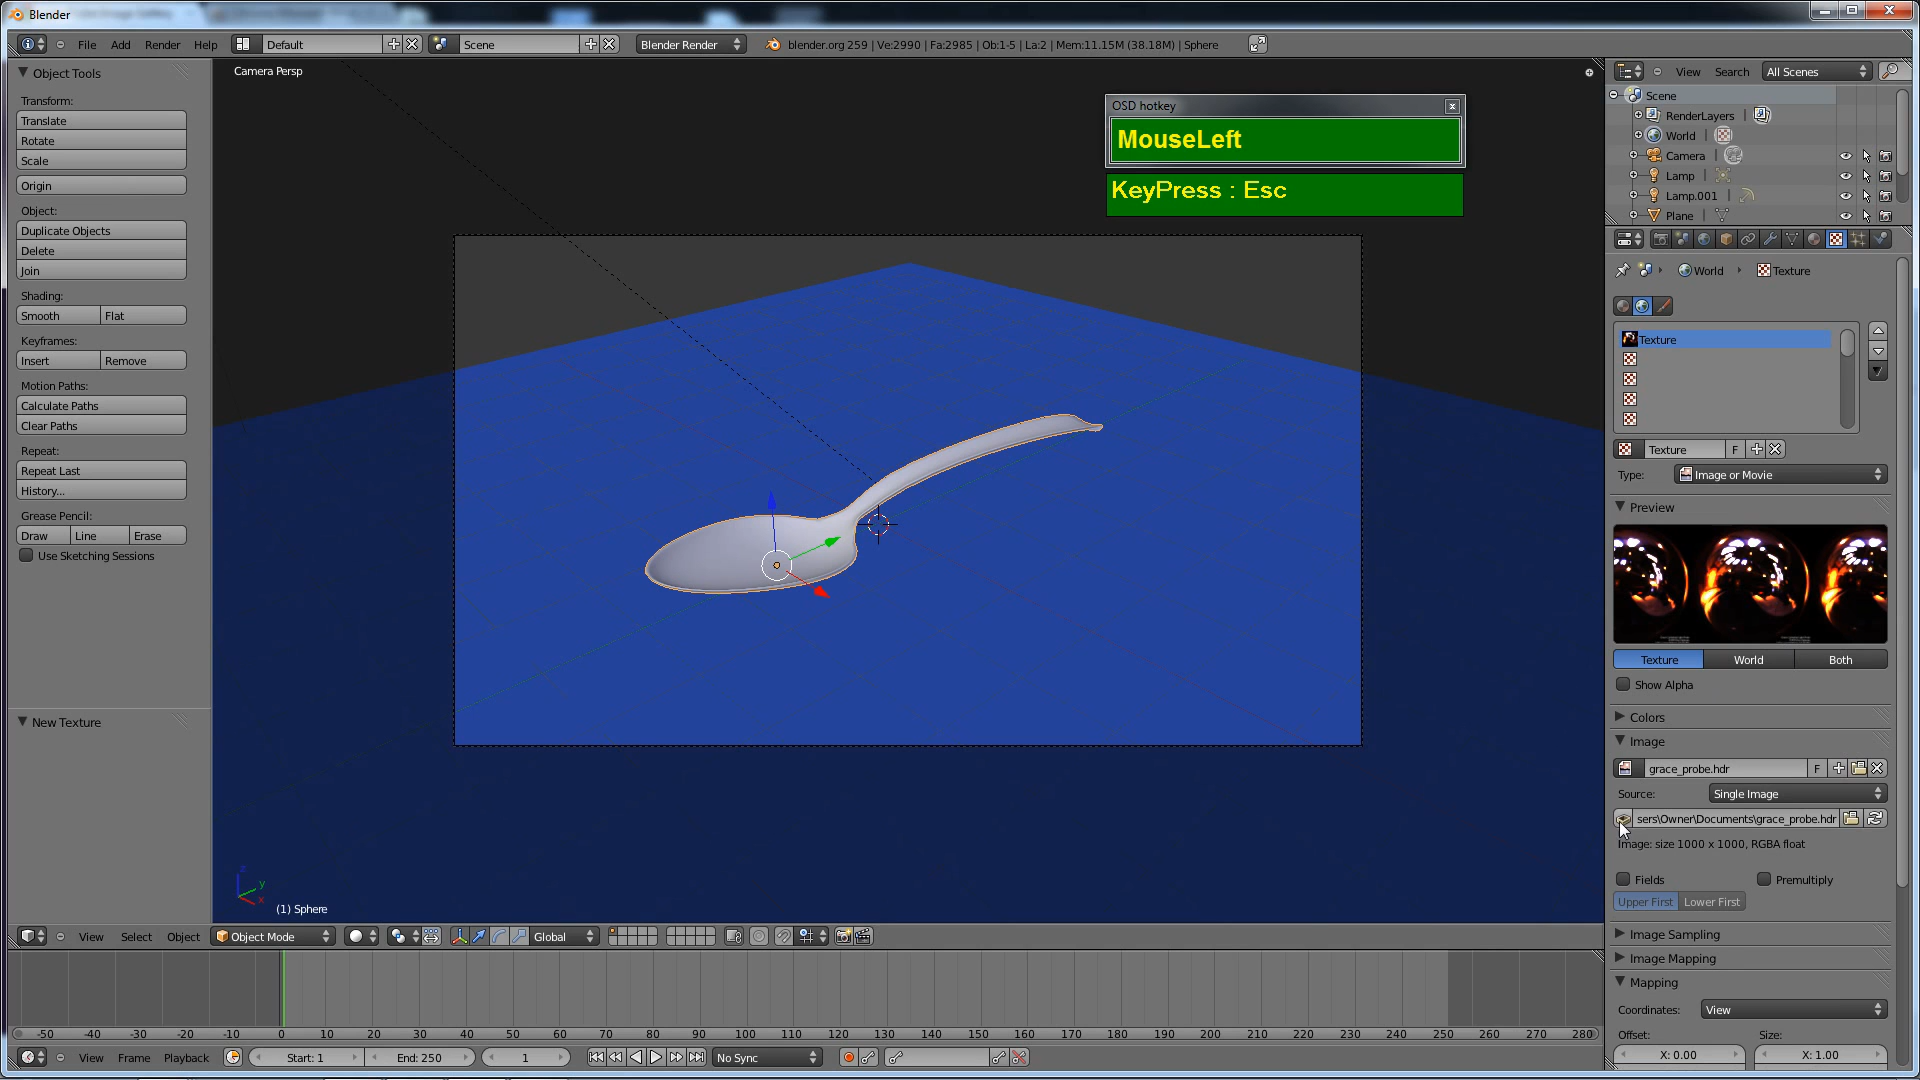 Blender
File Add Render Help Default Scene Blender Render blender.org 259 | Ve:2990 | Fa:2985 | Ob:1-5 | La:2 | Mem:11.15M (38.18M) | Sphere
View Search All Scenes
Object Tools
Transform:
Translate
Rotate
Scale
Origin
Object:
Duplicate Objects
Delete
Join
Shading:
Smooth Flat
Keyframes:
Insert Remove
Motion Paths:
Calculate Paths
Clear Paths
Repeat:
Repeat Last
History...
Grease Pencil:
Draw Line Erase
Use Sketching Sessions
New Texture
Camera Persp
OSD hotkey
MouseLeft
KeyPress : Esc
z
y
x
(1) Sphere
Scene
RenderLayers |
World |
Camera |
Lamp |
Lamp.001 |
Plane |
World Texture
Texture
Texture F
Type: Image or Movie
Preview
Texture World Both
Show Alpha
Colors
Image
grace_probe.hdr F
Source: Single Image
sers\Owner\Documents\grace_probe.hdr
Image: size 1000 x 1000, RGBA float
Fields Premultiply
Upper First Lower First
Image Sampling
Image Mapping
Mapping
Coordinates: View
Offset: Size:
X: 0.00 X: 1.00
View Select Object Object Mode Global
-50 -40 -30 -20 -10 0 10 20 30 40 50 60 70 80 90 100 110 120 130 140 150 160 170 180 190 200 210 220 230 240 250 260 270 280
View Frame Playback Start: 1 End: 250 1 No Sync